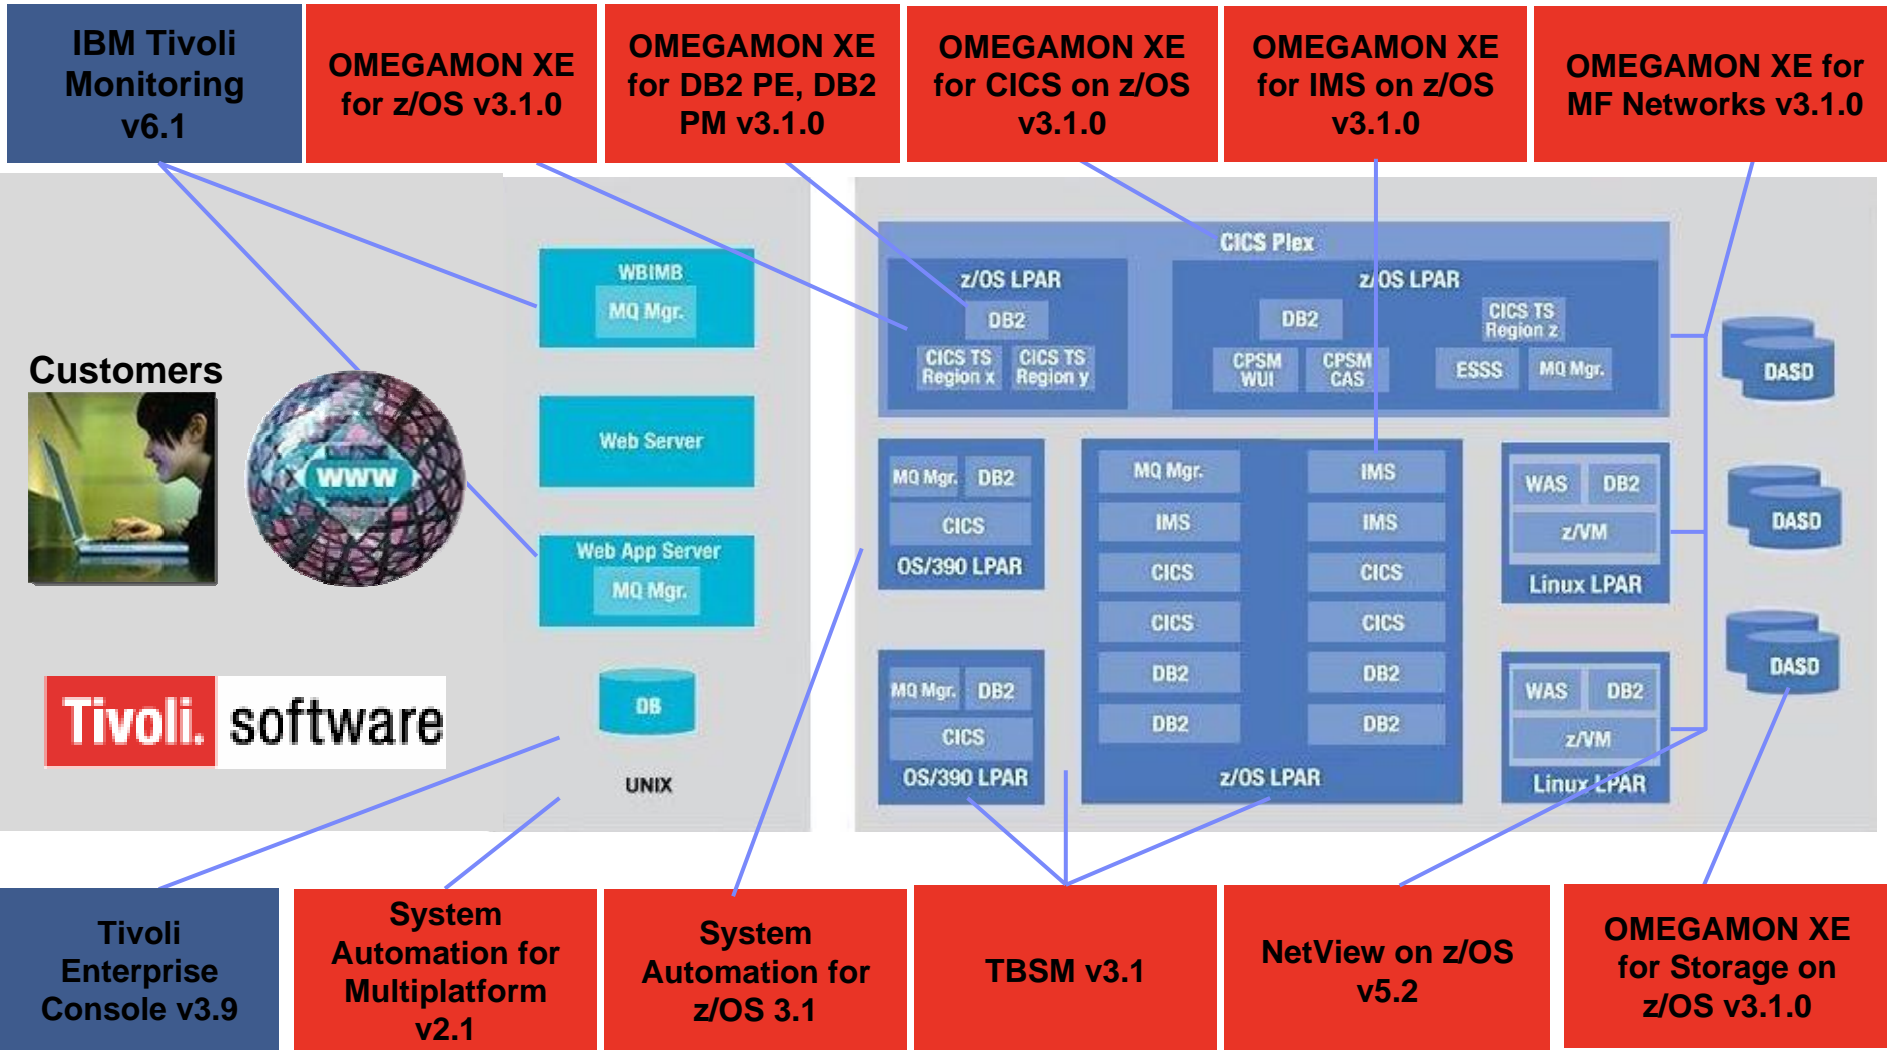 IBM Tivoli
Monitoring
v6.1
OMEGAMON XE
for z/OS v3.1.0
OMEGAMON XE
for DB2 PE, DB2
PM v3.1.0
OMEGAMON XE
for CICS on z/OS
v3.1.0
OMEGAMON XE
for IMS on z/OS
v3.1.0
OMEGAMON XE for
MF Networks v3.1.0
Customers
WWW
Tivoli. software
WBIMB
MQ Mgr.
Web Server
Web App Server
MQ Mgr.
DB
UNIX
CICS Plex
z/OS LPAR
DB2
CICS TS
Region x
CICS TS
Region y
z/OS LPAR
DB2
CICS TS
Region z
CPSM
WUI
CPSM
CAS
ESSS
MQ Mgr.
MQ Mgr.
DB2
CICS
OS/390 LPAR
MQ Mgr.
DB2
CICS
OS/390 LPAR
MQ Mgr.
IMS
IMS
IMS
CICS
CICS
CICS
CICS
DB2
DB2
DB2
DB2
z/OS LPAR
WAS
DB2
z/VM
Linux LPAR
WAS
DB2
z/VM
Linux LPAR
DASD
DASD
DASD
Tivoli
Enterprise
Console v3.9
System
Automation for
Multiplatform
v2.1
System
Automation for
z/OS 3.1
TBSM v3.1
NetView on z/OS
v5.2
OMEGAMON XE
for Storage on
z/OS v3.1.0